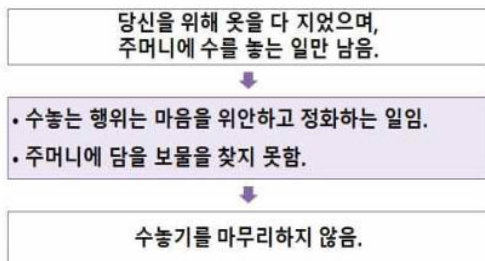 당신을 위해 옷을 다 지었으며,
주머니에 수를 놓는 일만 남음.
• 수놓는 행위는 마음을 위안하고 정화하는 일임.
• 주머니에 담을 보물을 찾지 못함.
수놓기를 마무리하지 않음.